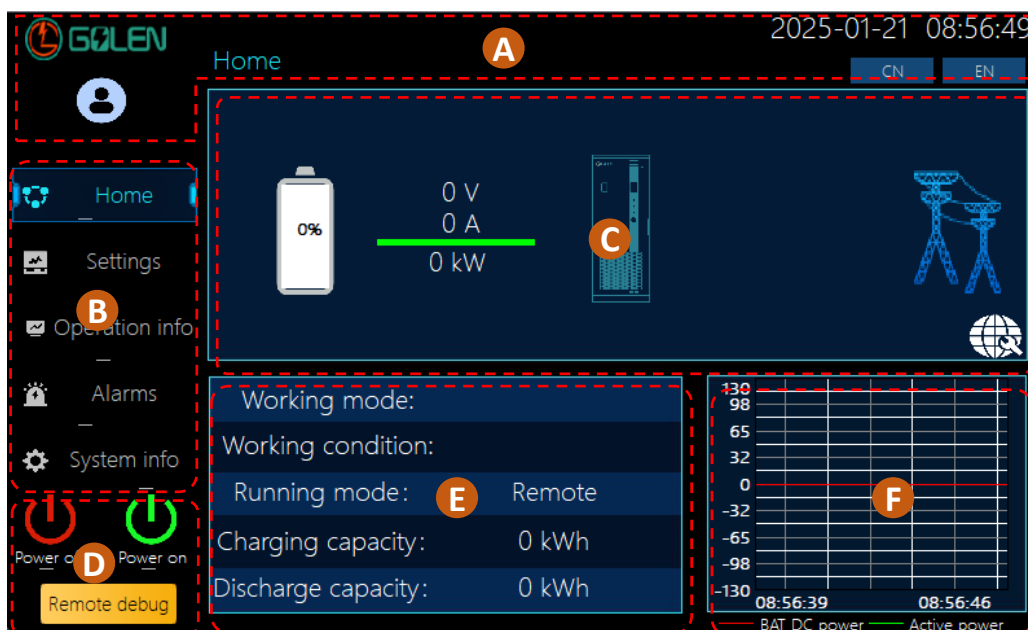 GOLEN
2025-01-21 08:56:49
Home
A
CN
EN
Home
Settings
B
Operation info
Alarms
System info
0%
0 V
0 A
0 kW
C
Power
Power on
D
Remote debug
Working mode:
Working condition:
Running mode: Remote
E
Charging capacity: 0 kWh
Discharge capacity: 0 kWh
130
98
65
32
0
-32
-65
-98
-130
F
08:56:39 08:56:46
BAT DC power Active power